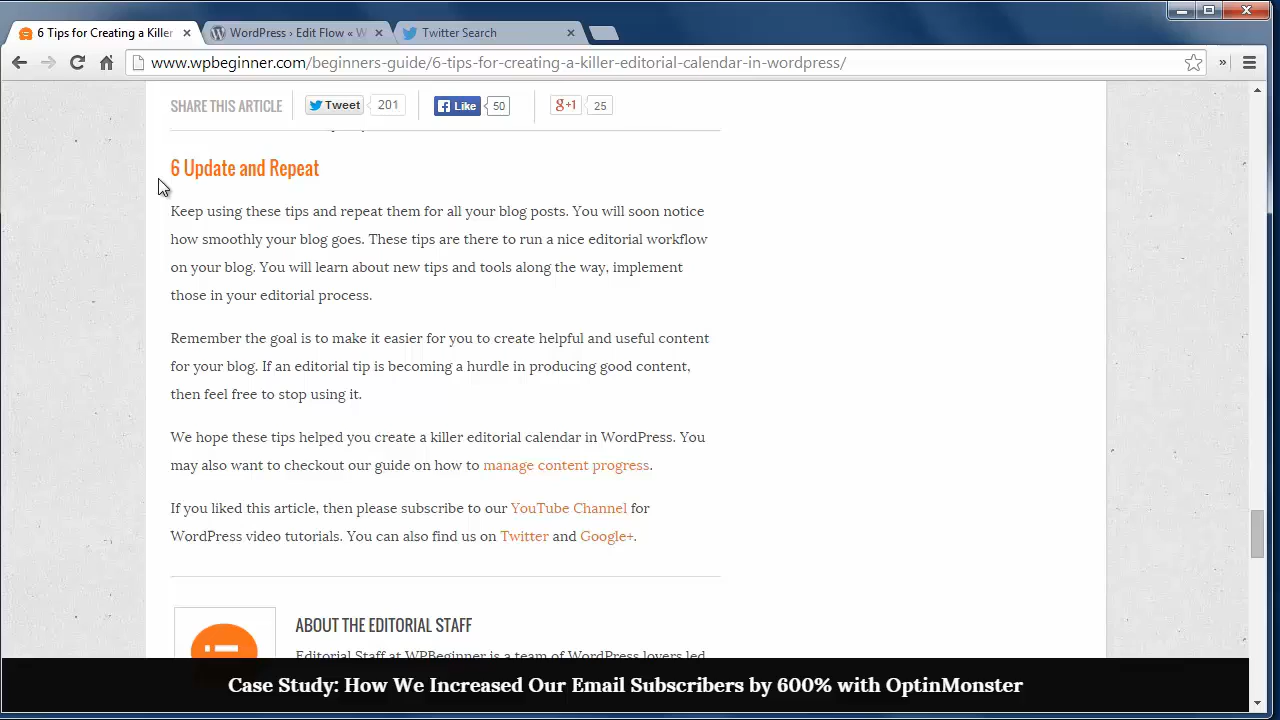 6 Tips for Creating a Killer
WordPress › Edit Flow « W
Twitter Search
www.wpbeginner.com/beginners-guide/6-tips-for-creating-a-killer-editorial-calendar-in-wordpress/
SHARE THIS ARTICLE
Tweet 201
Like 50
g+1 25
6 Update and Repeat
Keep using these tips and repeat them for all your blog posts. You will soon notice
how smoothly your blog goes. These tips are there to run a nice editorial workflow
on your blog. You will learn about new tips and tools along the way, implement
those in your editorial process.
Remember the goal is to make it easier for you to create helpful and useful content
for your blog. If an editorial tip is becoming a hurdle in producing good content,
then feel free to stop using it.
We hope these tips helped you create a killer editorial calendar in WordPress. You
may also want to checkout our guide on how to manage content progress.
If you liked this article, then please subscribe to our YouTube Channel for
WordPress video tutorials. You can also find us on Twitter and Google+.
ABOUT THE EDITORIAL STAFF
Editorial Staff at WPBeginner is a team of WordPress lovers led
Case Study: How We Increased Our Email Subscribers by 600% with OptinMonster